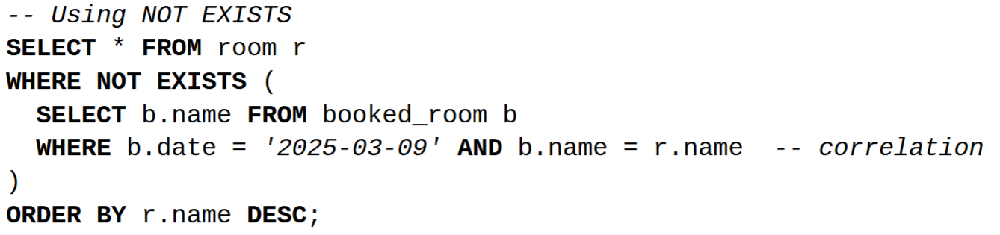 -- Using NOT EXISTS
SELECT * FROM room r
WHERE NOT EXISTS (
  SELECT b.name FROM booked_room b
  WHERE b.date = '2025-03-09' AND b.name = r.name  -- correlation
)
ORDER BY r.name DESC;